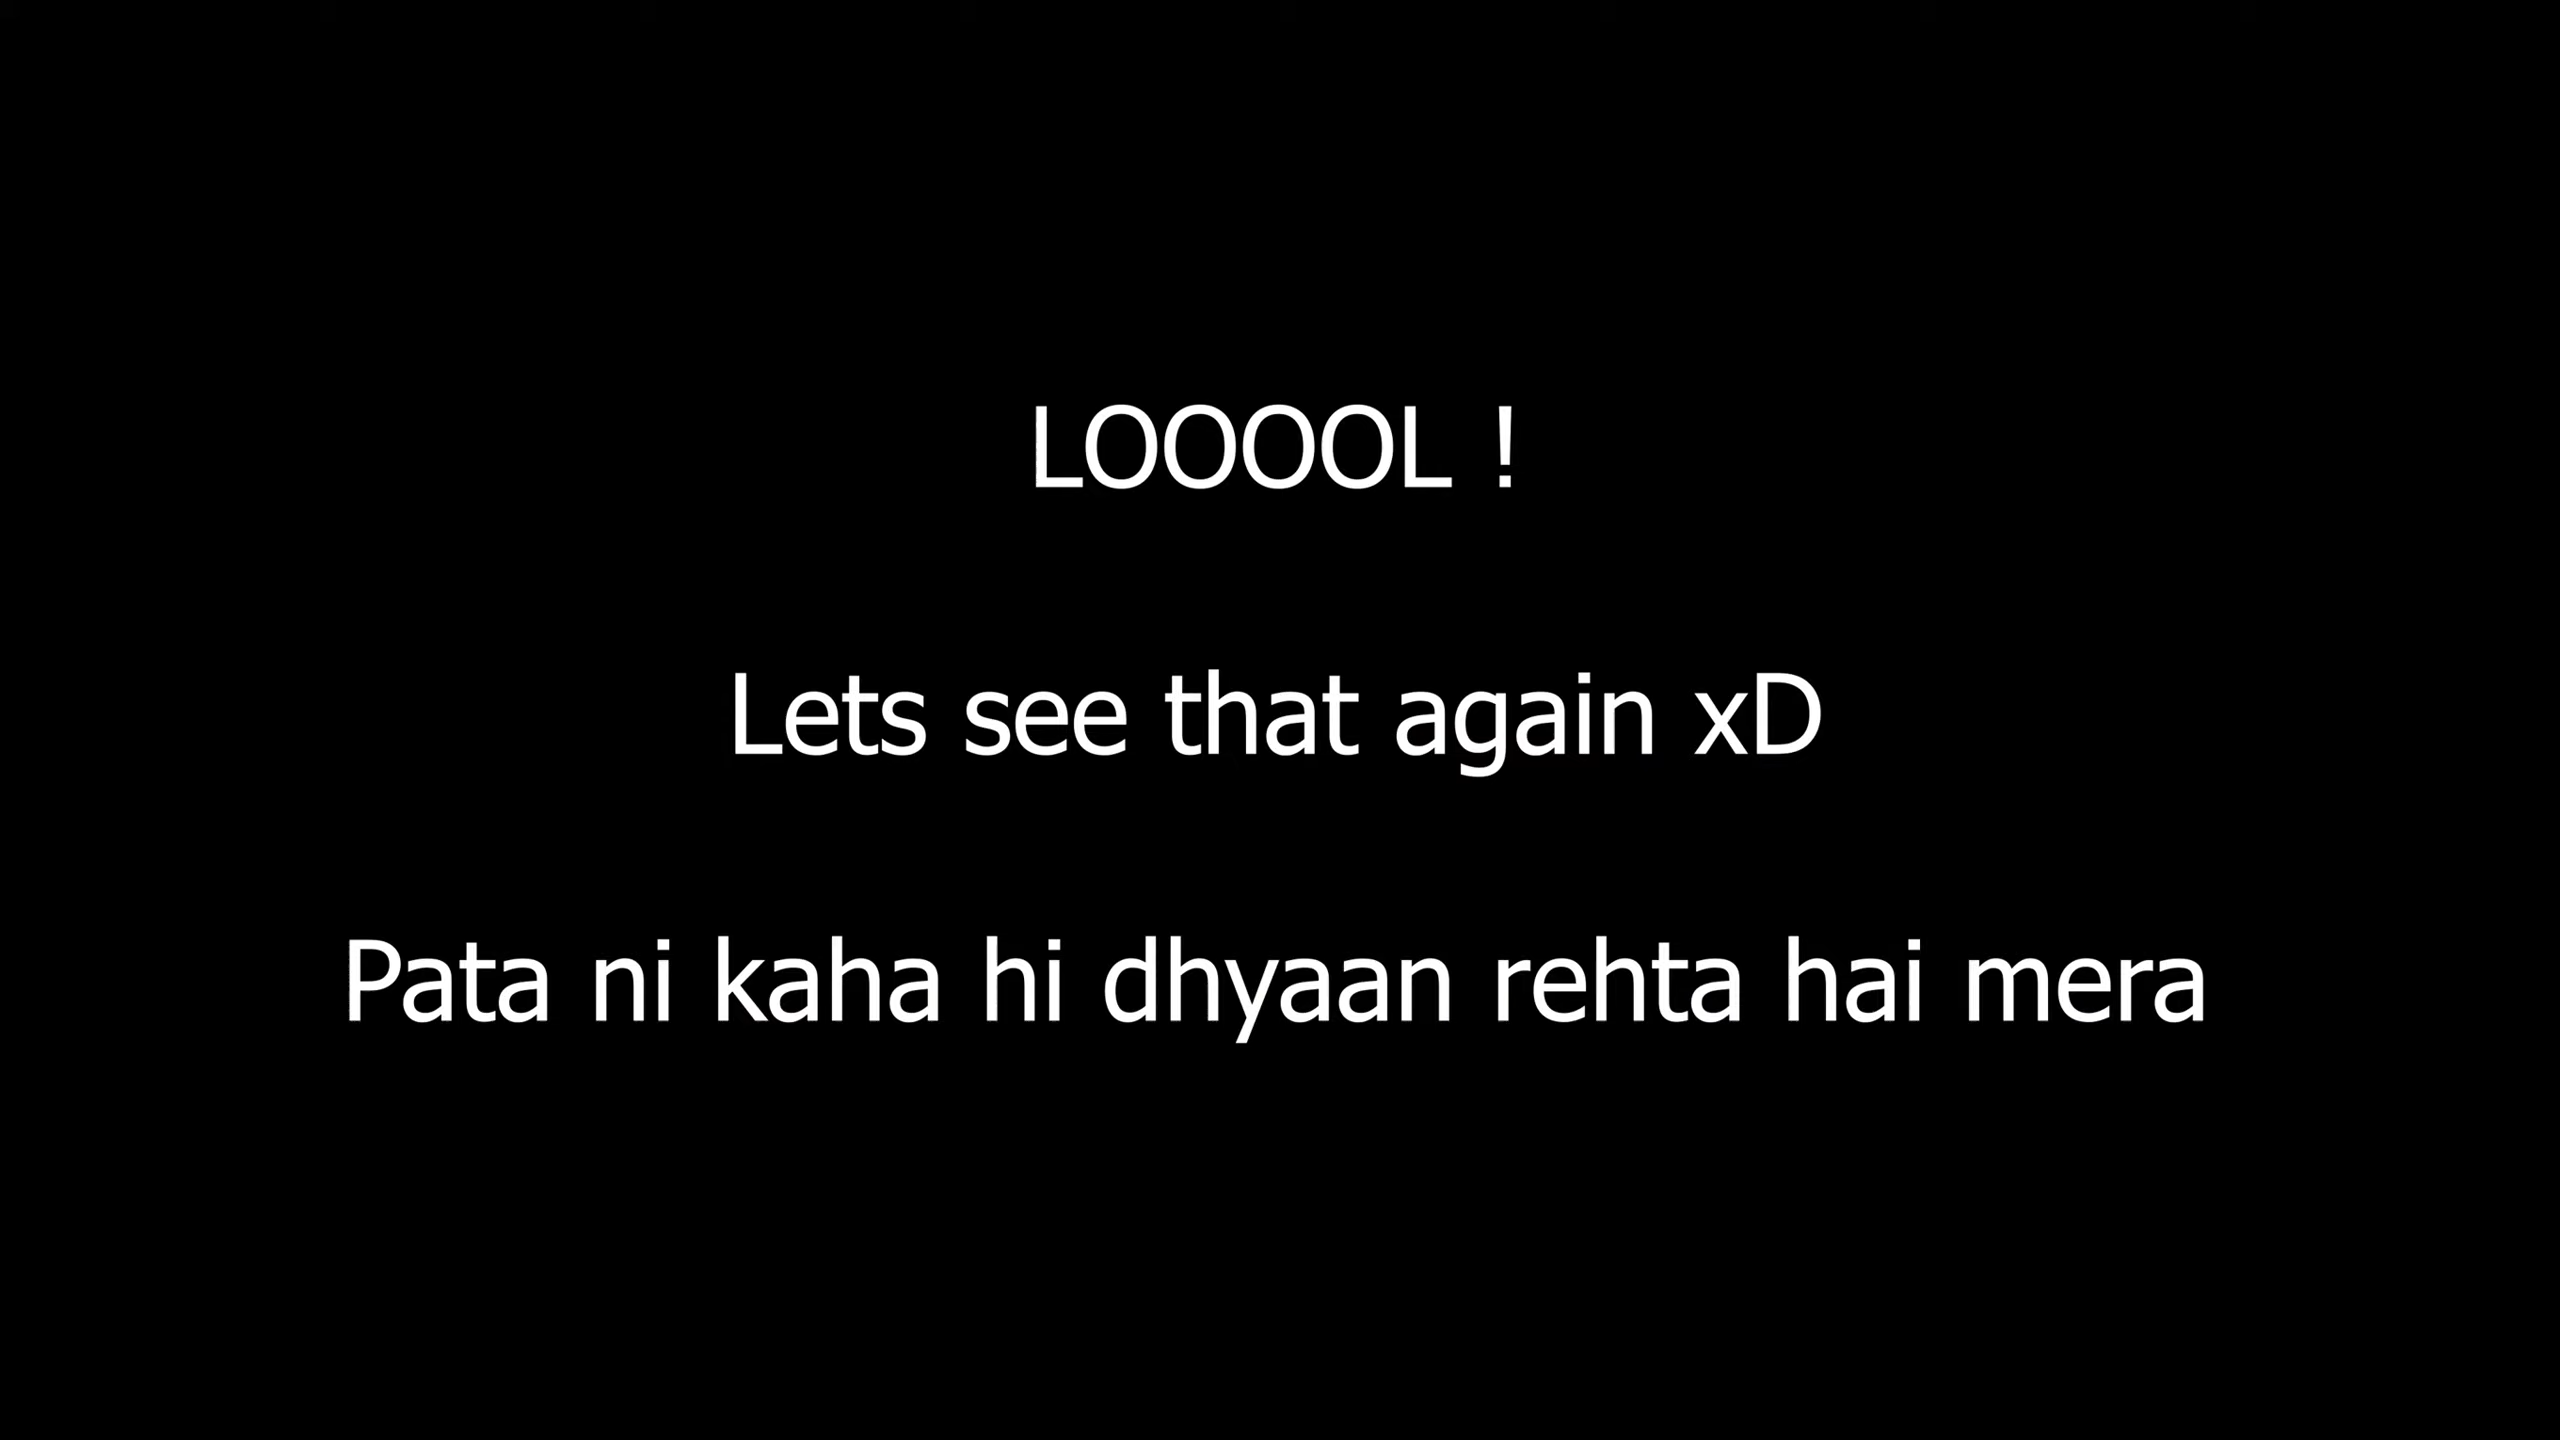 LOOOOL !
Lets see that again xD
Pata ni kaha hi dhyaan rehta hai mera